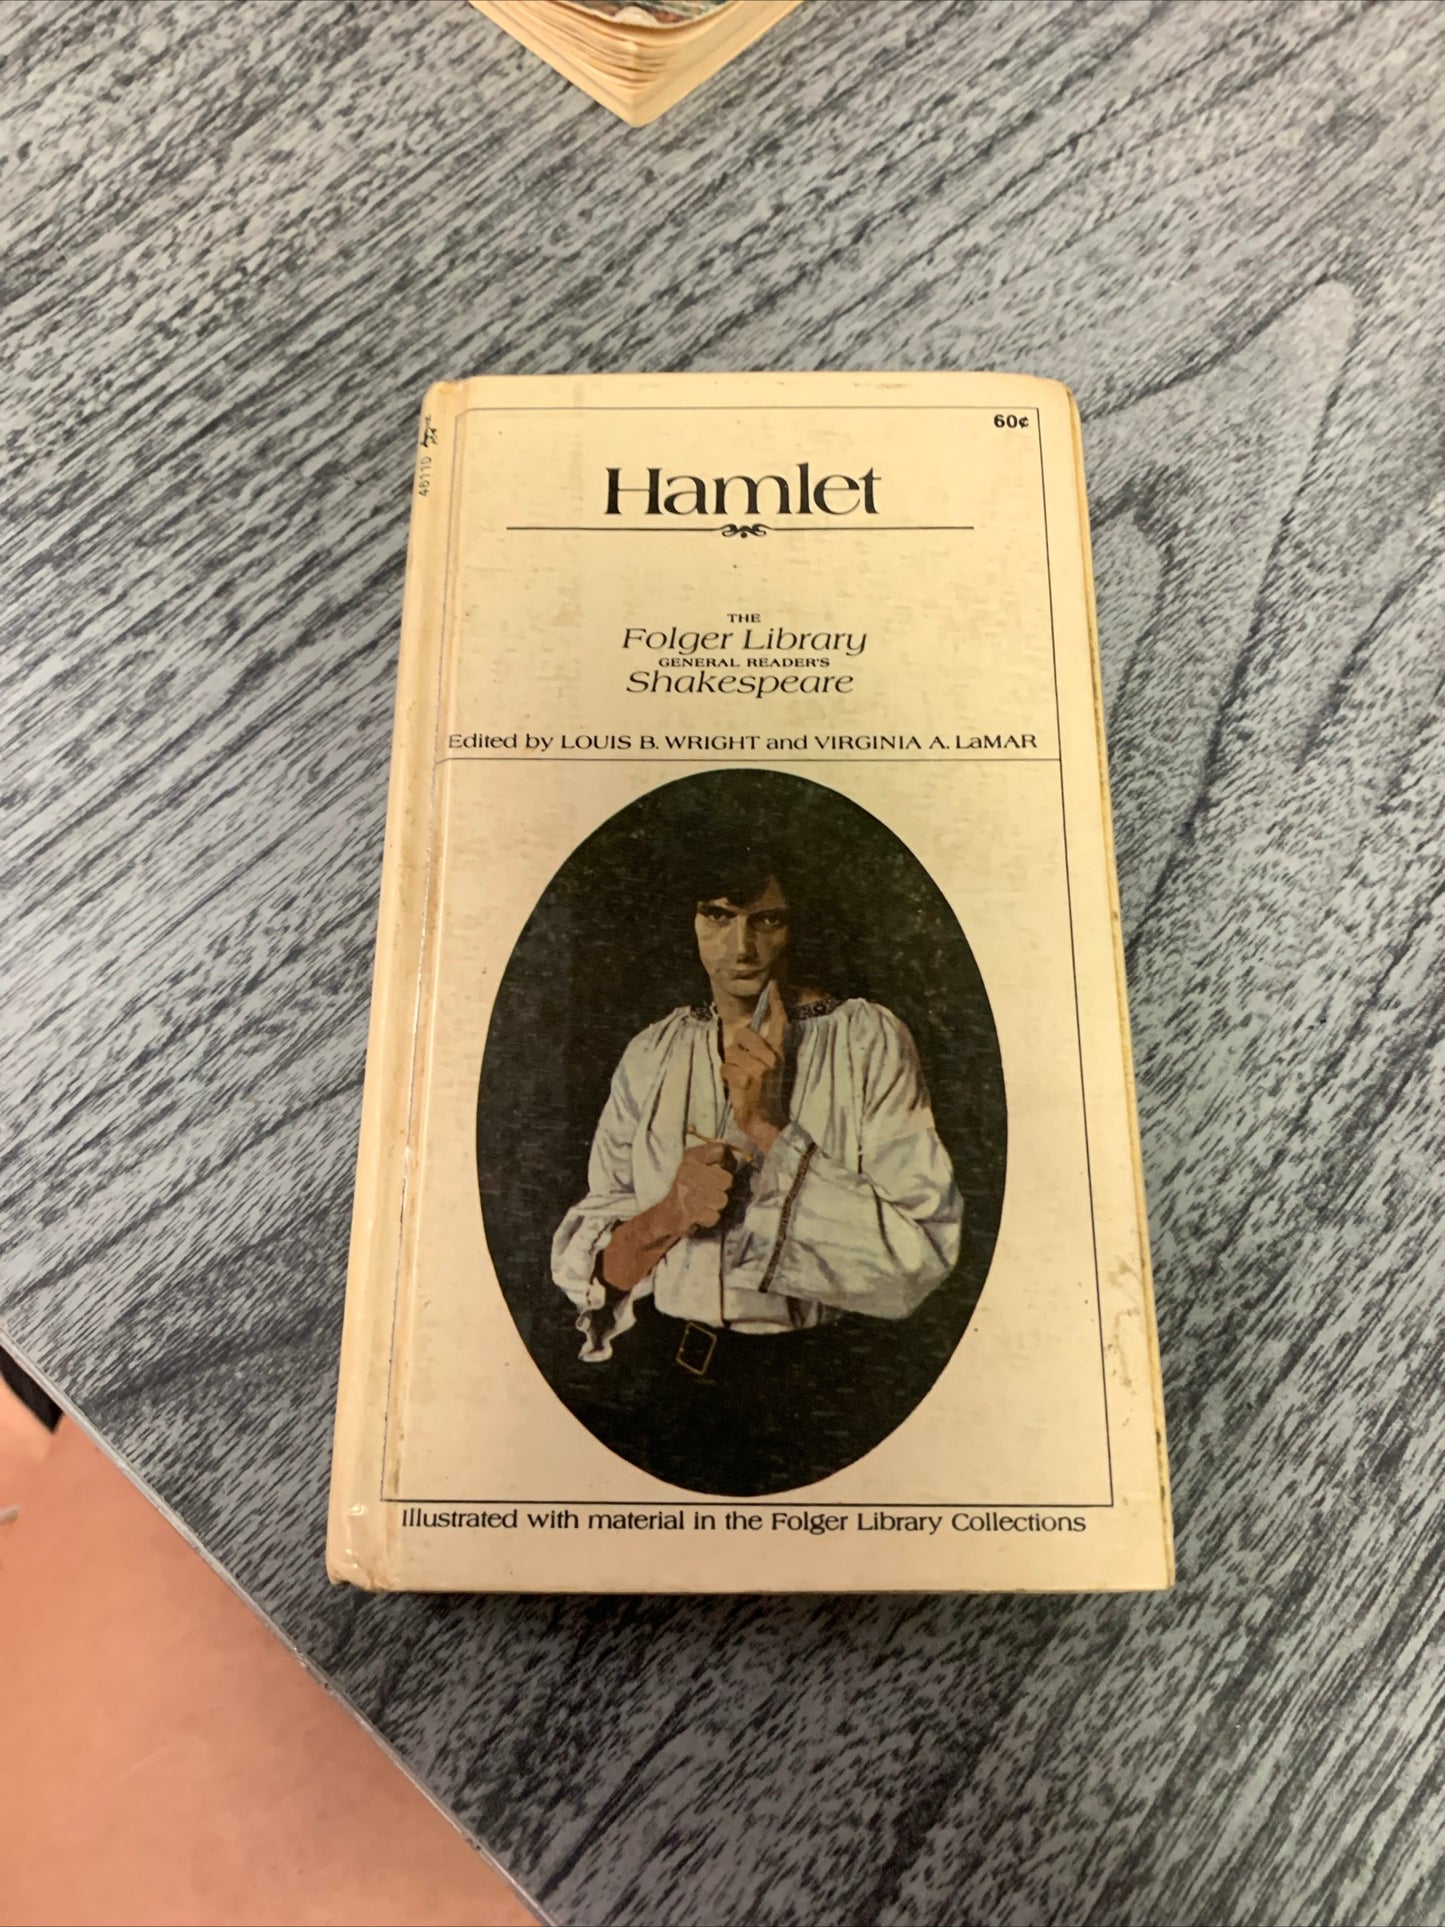 60¢
Hamlet
THE
Folger Library
GENERAL READER'S
Shakespeare
Edited by LOUIS B. WRIGHT and VIRGINIA A. LaMAR
Illustrated with material in the Folger Library Collections
48110